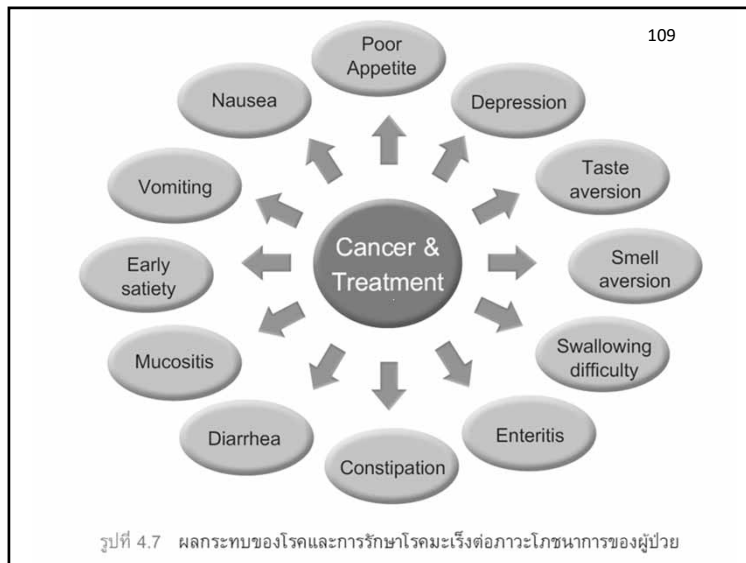 109
Poor
Appetite
Depression
Taste
aversion
Smell
aversion
Swallowing
difficulty
Enteritis
Constipation
Diarrhea
Mucositis
Early
satiety
Vomiting
Nausea
Cancer &
Treatment
รูปที่ 4.7 ผลกระทบของโรคและการรักษาโรคมะเร็งต่อภาวะโภชนาการของผู้ป่วย